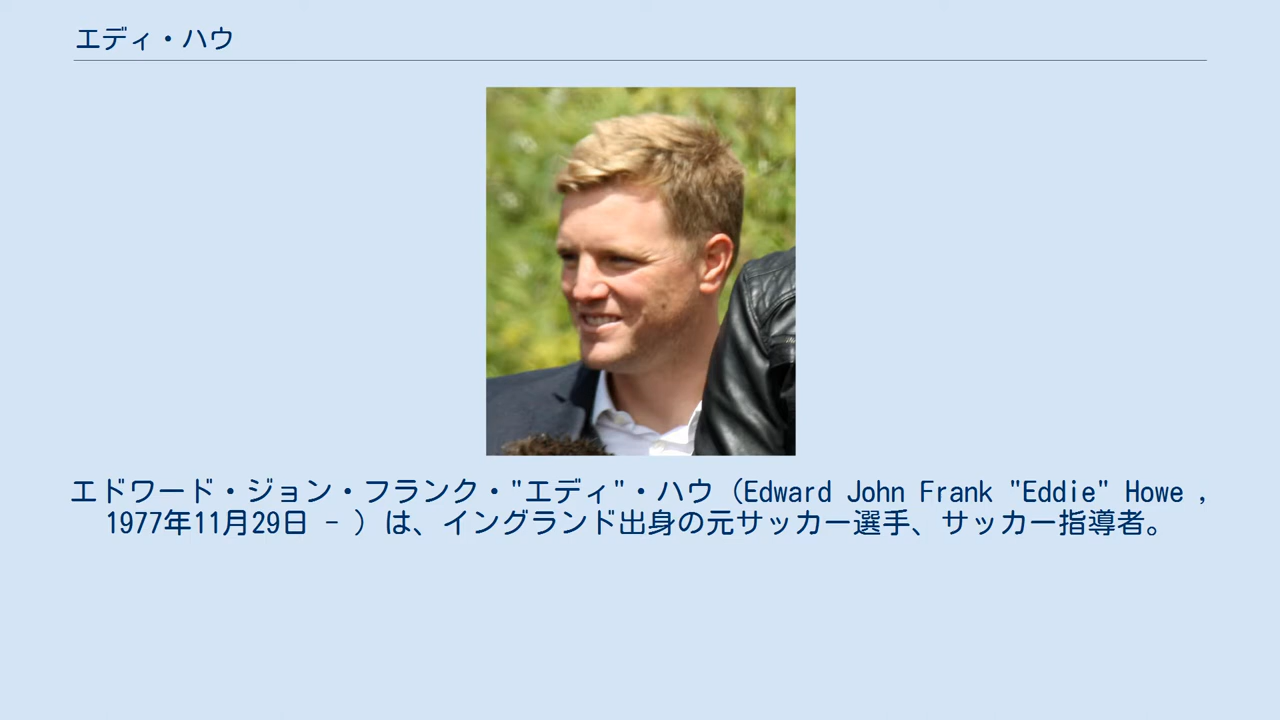 エディ・ハウ
エドワード・ジョン・フランク・"エディ"・ハウ（Edward John Frank "Eddie" Howe ,
1977年11月29日 - ）は、イングランド出身の元サッカー選手、サッカー指導者。